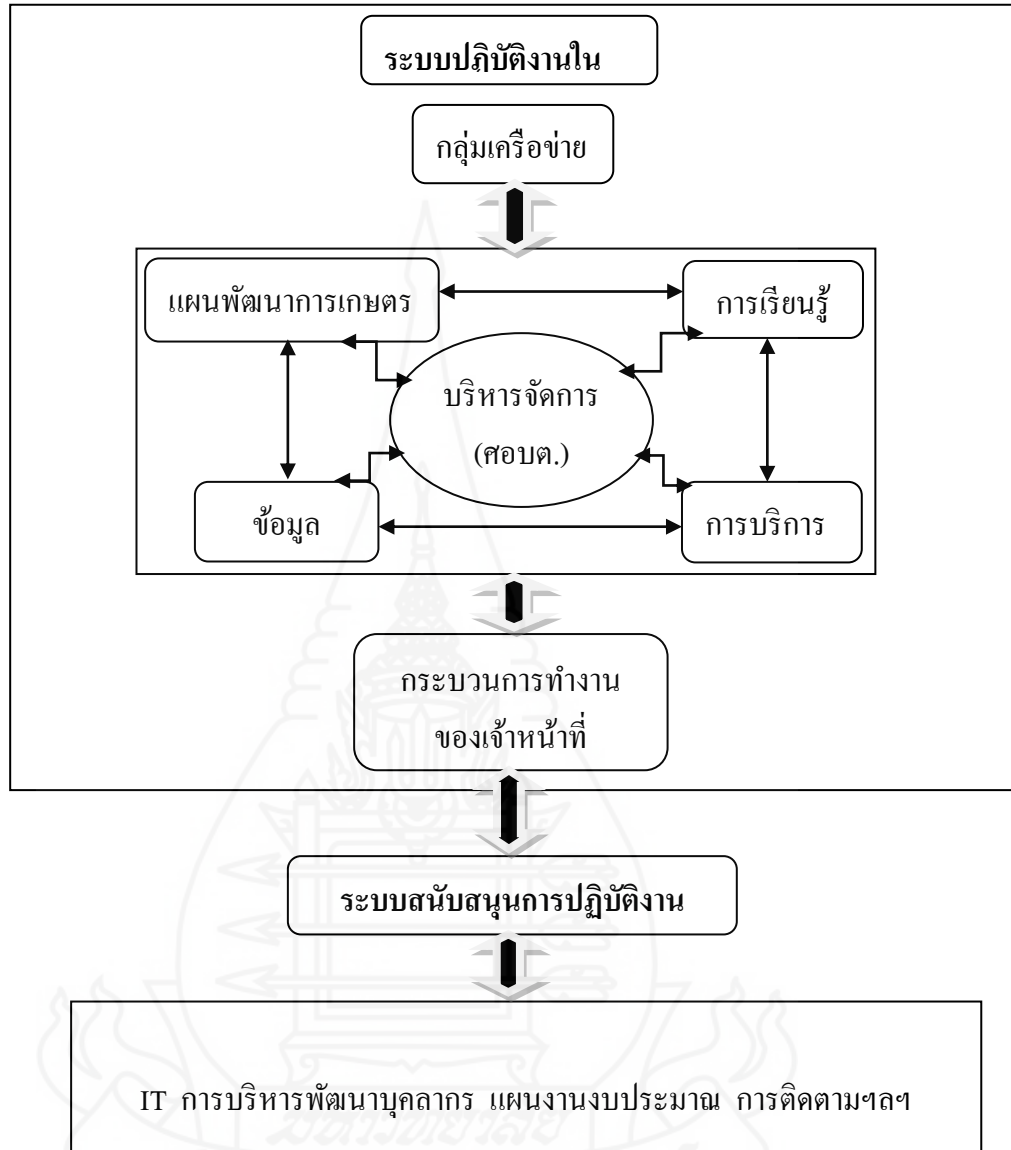 ระบบปฏิบัติงานใน
กลุ่มเครือข่าย
แผนพัฒนาการเกษตร
การเรียนรู้
บริหารจัดการ
(ศอบต.)
ข้อมูล
การบริการ
กระบวนการทำงาน
ของเจ้าหน้าที่
ระบบสนับสนุนการปฏิบัติงาน
IT การบริหารพัฒนาบุคลากร แผนงานงบประมาณ การติดตามฯลฯ